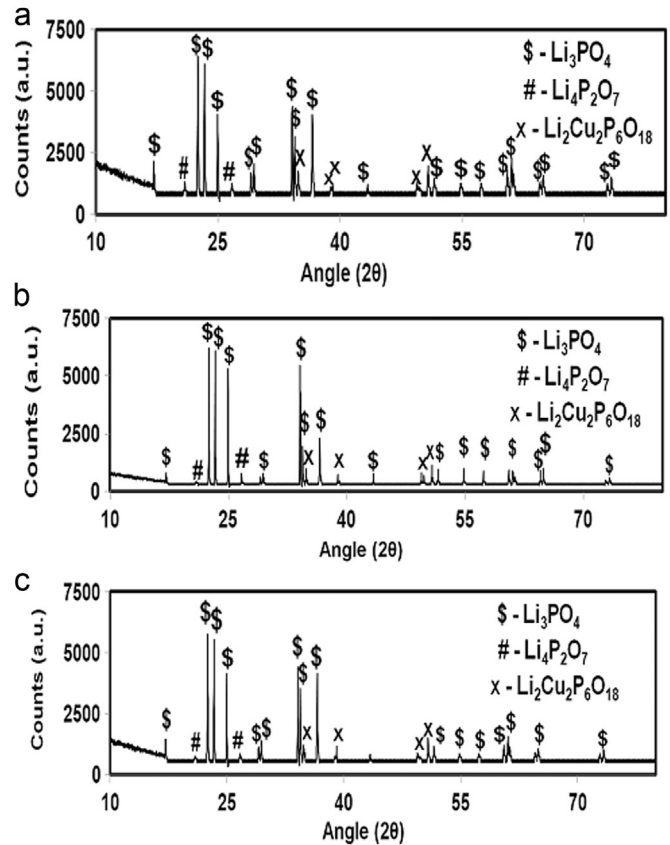 a
7500
5000
2500
0
Counts (a.u.)
$ $ $ # $ # $ $ $ $ x $ x x $ x x $ $ $ $ $ $ $ $ $
$ - Li₃PO₄
# - Li₄P₂O₇
x - Li₂Cu₂P₆O₁₈
10 25 40 55 70
Angle (2θ)
b
7500
5000
2500
0
Counts (a.u.)
$ # $ $ $ # $ $ $ x $ x $ x x $ $ $ $ $ $ $
$ - Li₃PO₄
# - Li₄P₂O₇
x - Li₂Cu₂P₆O₁₈
10 25 40 55 70
Angle (2θ)
c
7500
5000
2500
0
Counts (a.u.)
$ # $ $ $ # $ $ $ $ x $ x x x $ $ $ $ $ $ $
$ - Li₃PO₄
# - Li₄P₂O₇
x - Li₂Cu₂P₆O₁₈
10 25 40 55 70
Angle (2θ)